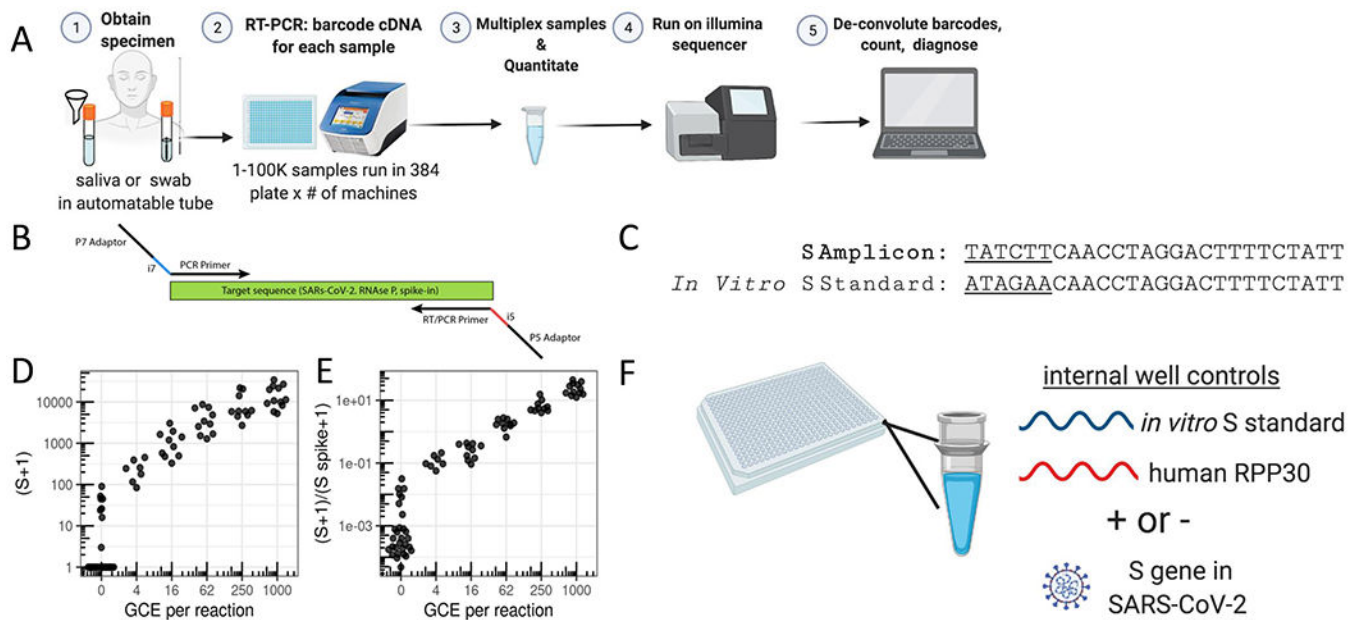 A
1 Obtain specimen
2 RT-PCR: barcode cDNA for each sample
3 Multiplex samples & Quantitate
4 Run on illumina sequencer
5 De-convolute barcodes, count, diagnose
saliva or swab
in automatable tube
1-100K samples run in 384
plate x # of machines
B
P7 Adaptor
i7
PCR Primer
Target sequence (SARs-CoV-2. RNAse P, spike-in)
RT/PCR Primer
i5
P5 Adaptor
C
S Amplicon: TATCTTCAACCTAGGACTTTTCTATT
In Vitro S Standard: ATAGAACAACCTAGGACTTTTCTATT
D
(S+1)
10000
1000
100
10
1
0 4 16 62 250 1000
GCE per reaction
E
(S+1)/(S spike+1)
1e+01
1e-01
1e-03
0 4 16 62 250 1000
GCE per reaction
F
internal well controls
in vitro S standard
human RPP30
+ or -
S gene in
SARS-CoV-2